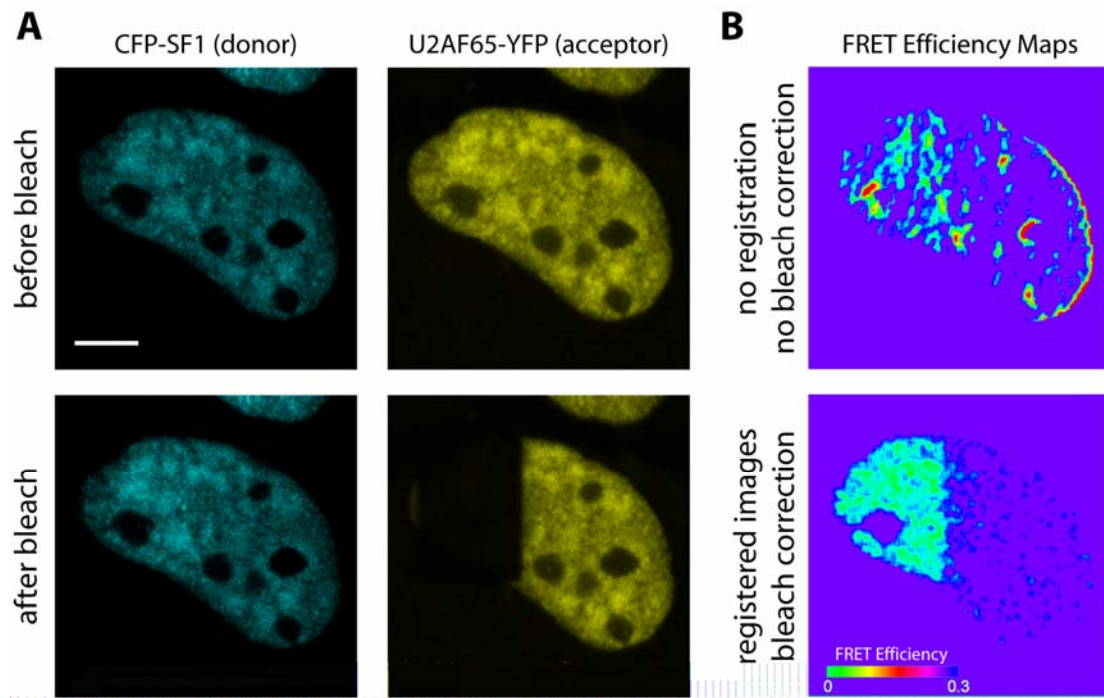 A
CFP-SF1 (donor)
U2AF65-YFP (acceptor)
B
FRET Efficiency Maps
before bleach
no registration
no bleach correction
after bleach
registered images
bleach correction
FRET Efficiency
0
0.3